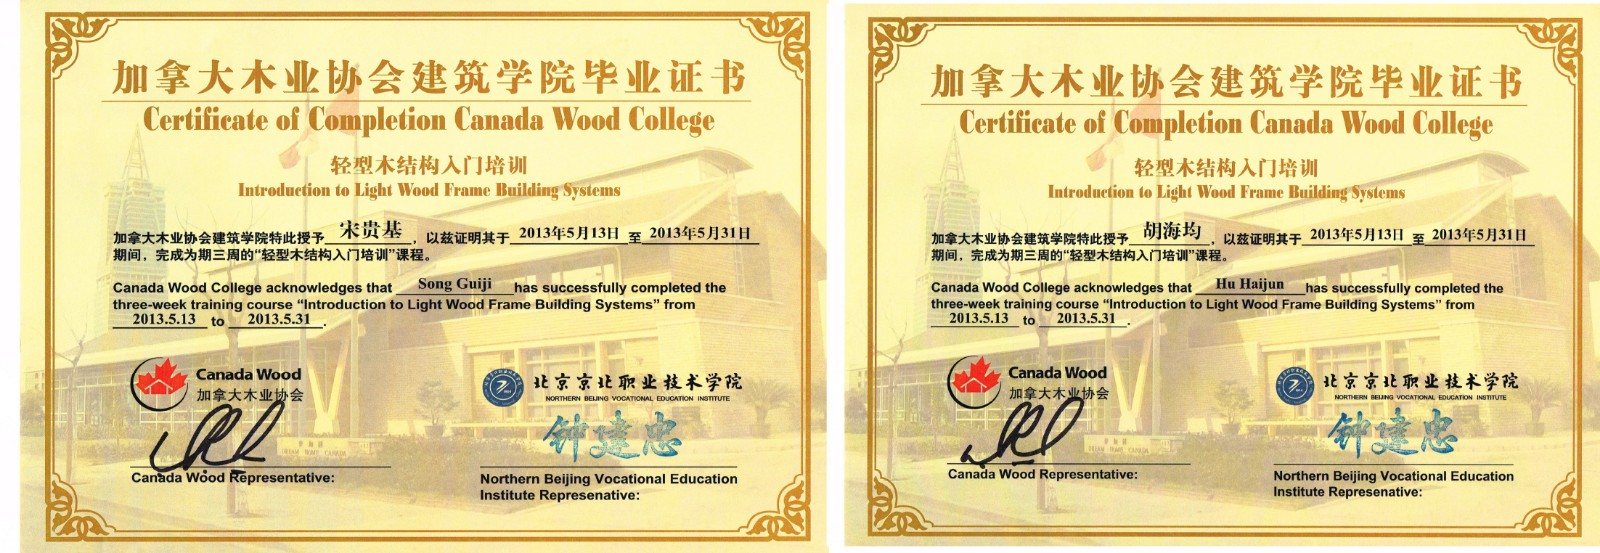 加拿大木业协会建筑学院毕业证书
Certificate of Completion Canada Wood College
轻型木结构入门培训
Introduction to Light Wood Frame Building Systems
加拿大木业协会建筑学院特此授予 宋贵基 ，以兹证明其于 2013年5月13日 至 2013年5月31日
期间，完成为期三周的“轻型木结构入门培训”课程。
Canada Wood College acknowledges that Song Guiji has successfully completed the
three-week training course “Introduction to Light Wood Frame Building Systems” from
2013.5.13 to 2013.5.31.
Canada Wood
加拿大木业协会
北京京北职业技术学院
NORTHERN BEIJING VOCATIONAL EDUCATION INSTITUTE
钟建忠
DREAM HOME CANADA
Canada Wood Representative:
Northern Beijing Vocational Education
Institute Represenative:
加拿大木业协会建筑学院毕业证书
Certificate of Completion Canada Wood College
轻型木结构入门培训
Introduction to Light Wood Frame Building Systems
加拿大木业协会建筑学院特此授予 胡海均 ，以兹证明其于 2013年5月13日 至 2013年5月31日
期间，完成为期三周的“轻型木结构入门培训”课程。
Canada Wood College acknowledges that Hu Haijun has successfully completed the
three-week training course “Introduction to Light Wood Frame Building Systems” from
2013.5.13 to 2013.5.31.
Canada Wood
加拿大木业协会
北京京北职业技术学院
NORTHERN BEIJING VOCATIONAL EDUCATION INSTITUTE
钟建忠
DREAM HOME CANADA
Canada Wood Representative:
Northern Beijing Vocational Education
Institute Represenative: